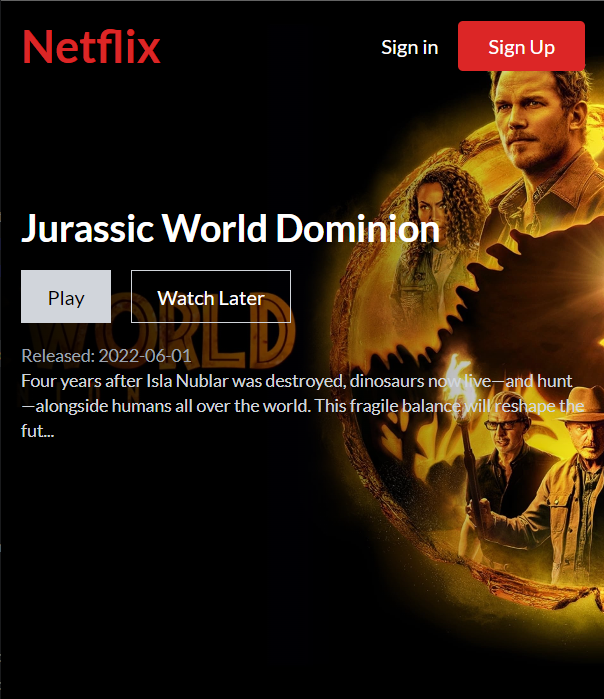 Netflix
Sign in
Sign Up
Jurassic World Dominion
Play
Watch Later
WORLD
Released: 2022-06-01
Four years after Isla Nublar was destroyed, dinosaurs now live—and hunt
—alongside humans all over the world. This fragile balance will reshape the
fut...